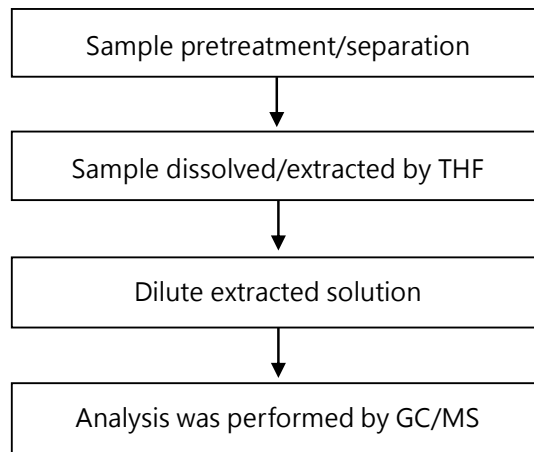 Sample pretreatment/separation
Sample dissolved/extracted by THF
Dilute extracted solution
Analysis was performed by GC/MS